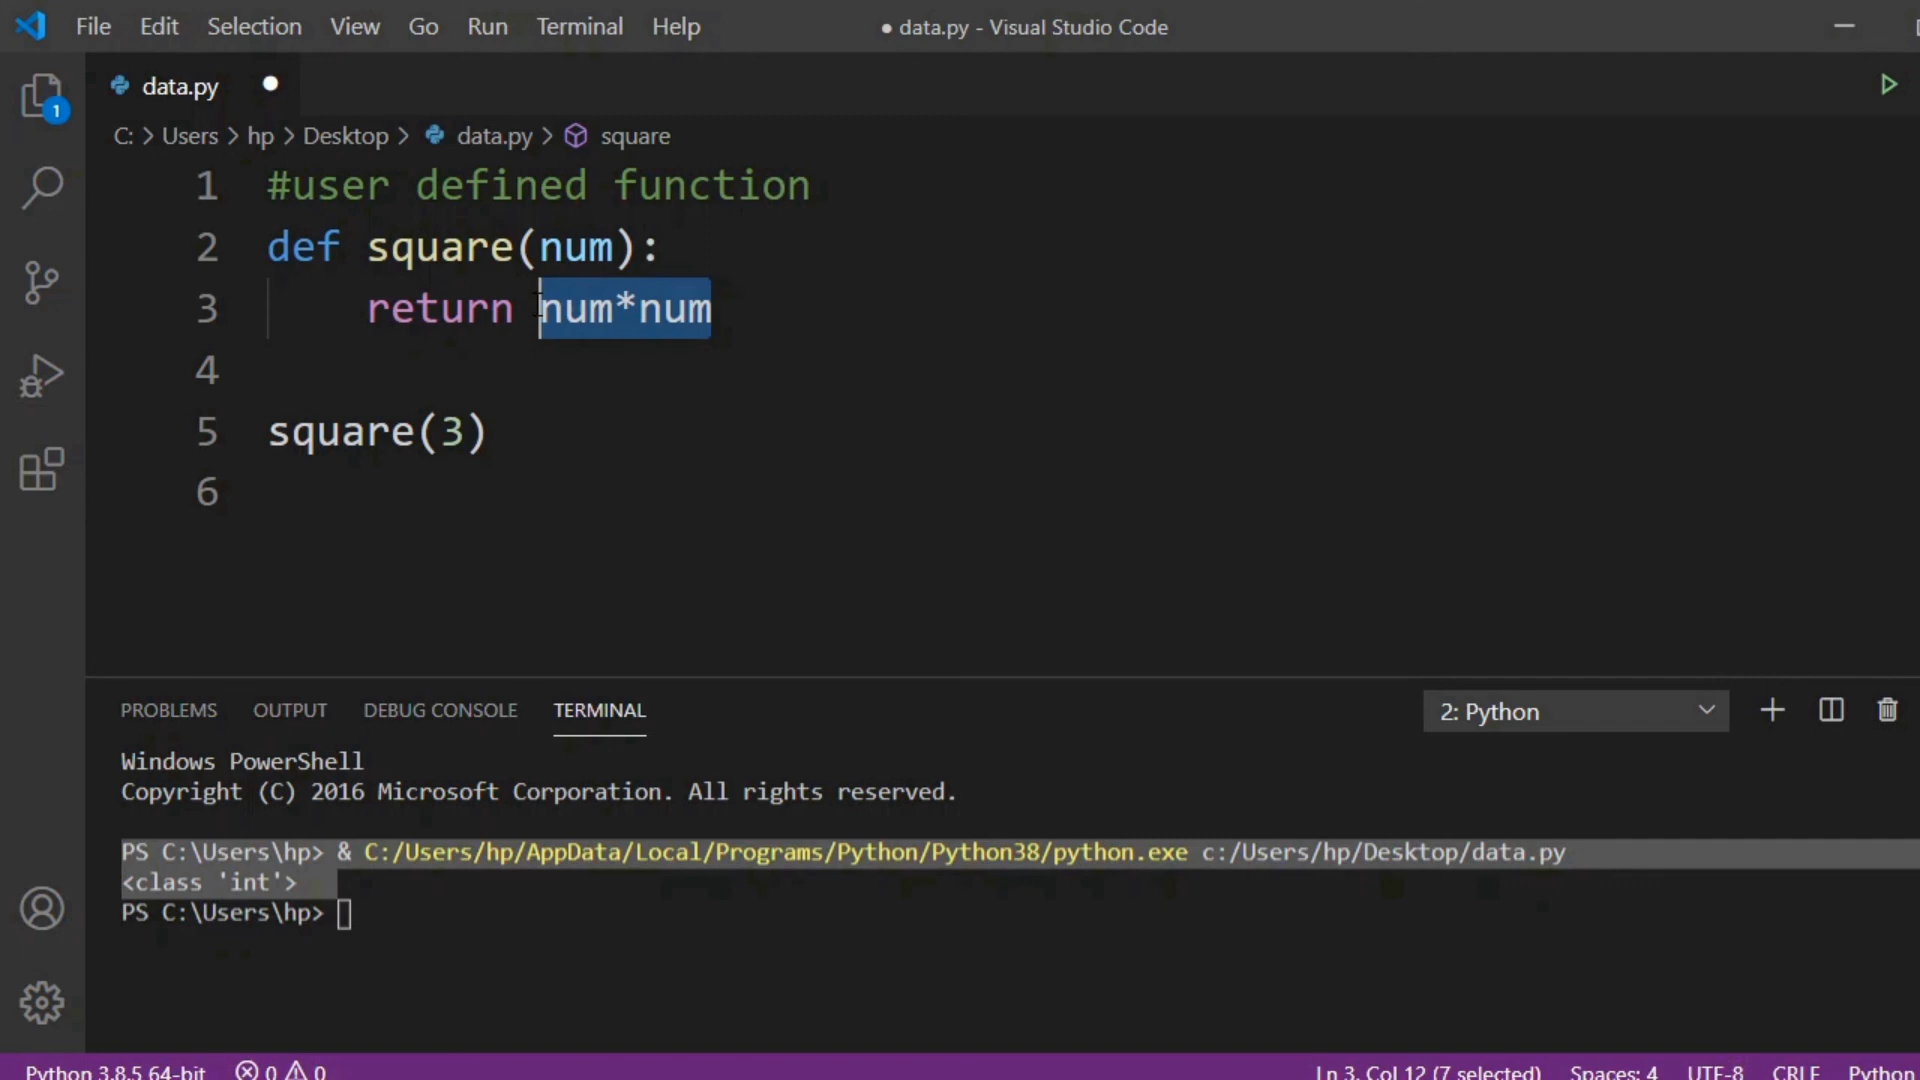 File Edit Selection View Go Run Terminal Help ● data.py - Visual Studio Code
data.py
C: > Users > hp > Desktop > data.py > square
1 #user defined function
2 def square(num):
3 return num*num
4
5 square(3)
6
1
PROBLEMS OUTPUT DEBUG CONSOLE TERMINAL 2: Python
Windows PowerShell
Copyright (C) 2016 Microsoft Corporation. All rights reserved.
PS C:\Users\hp> & C:/Users/hp/AppData/Local/Programs/Python/Python38/python.exe c:/Users/hp/Desktop/data.py
<class 'int'>
PS C:\Users\hp>
Python 3.8.5 64-bit 0 0 Ln 3, Col 12 (7 selected) Spaces: 4 UTF-8 CRLF Python